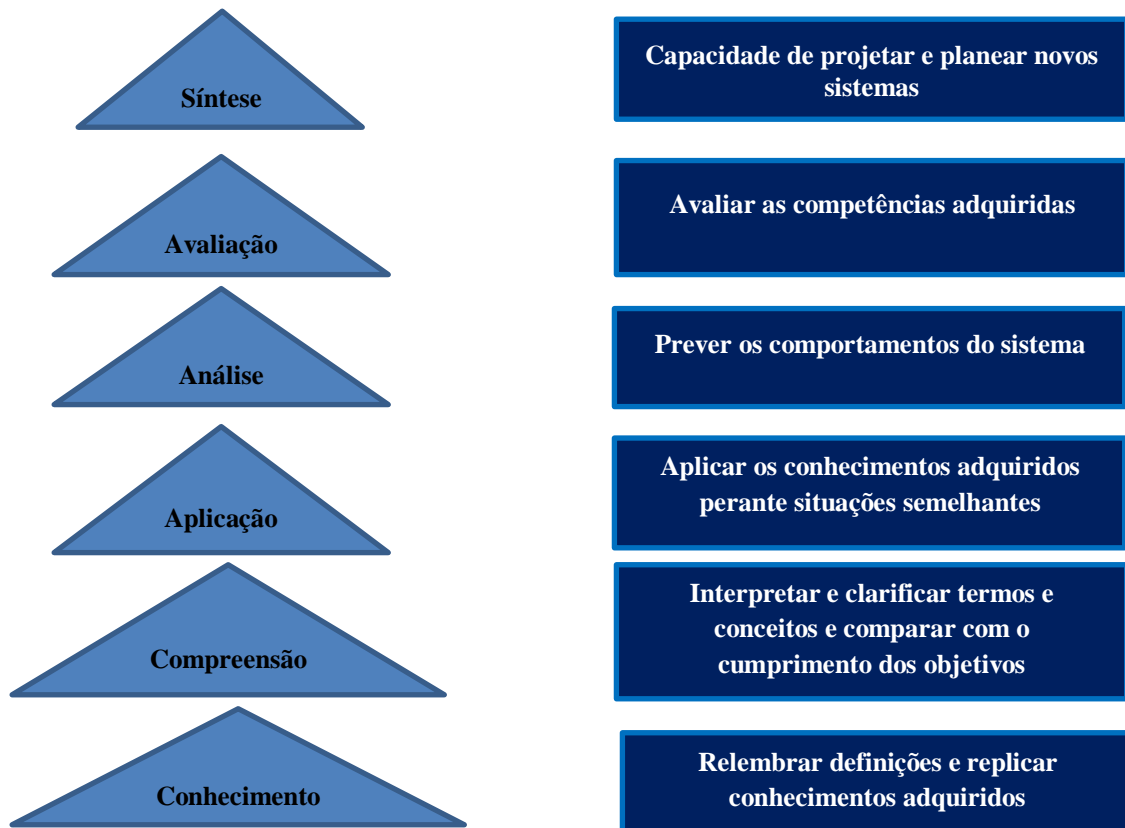 Síntese
Capacidade de projetar e planear novos
sistemas
Avaliação
Avaliar as competências adquiridas
Análise
Prever os comportamentos do sistema
Aplicação
Aplicar os conhecimentos adquiridos
perante situações semelhantes
Compreensão
Interpretar e clarificar termos e
conceitos e comparar com o
cumprimento dos objetivos
Conhecimento
Relembrar definições e replicar
conhecimentos adquiridos